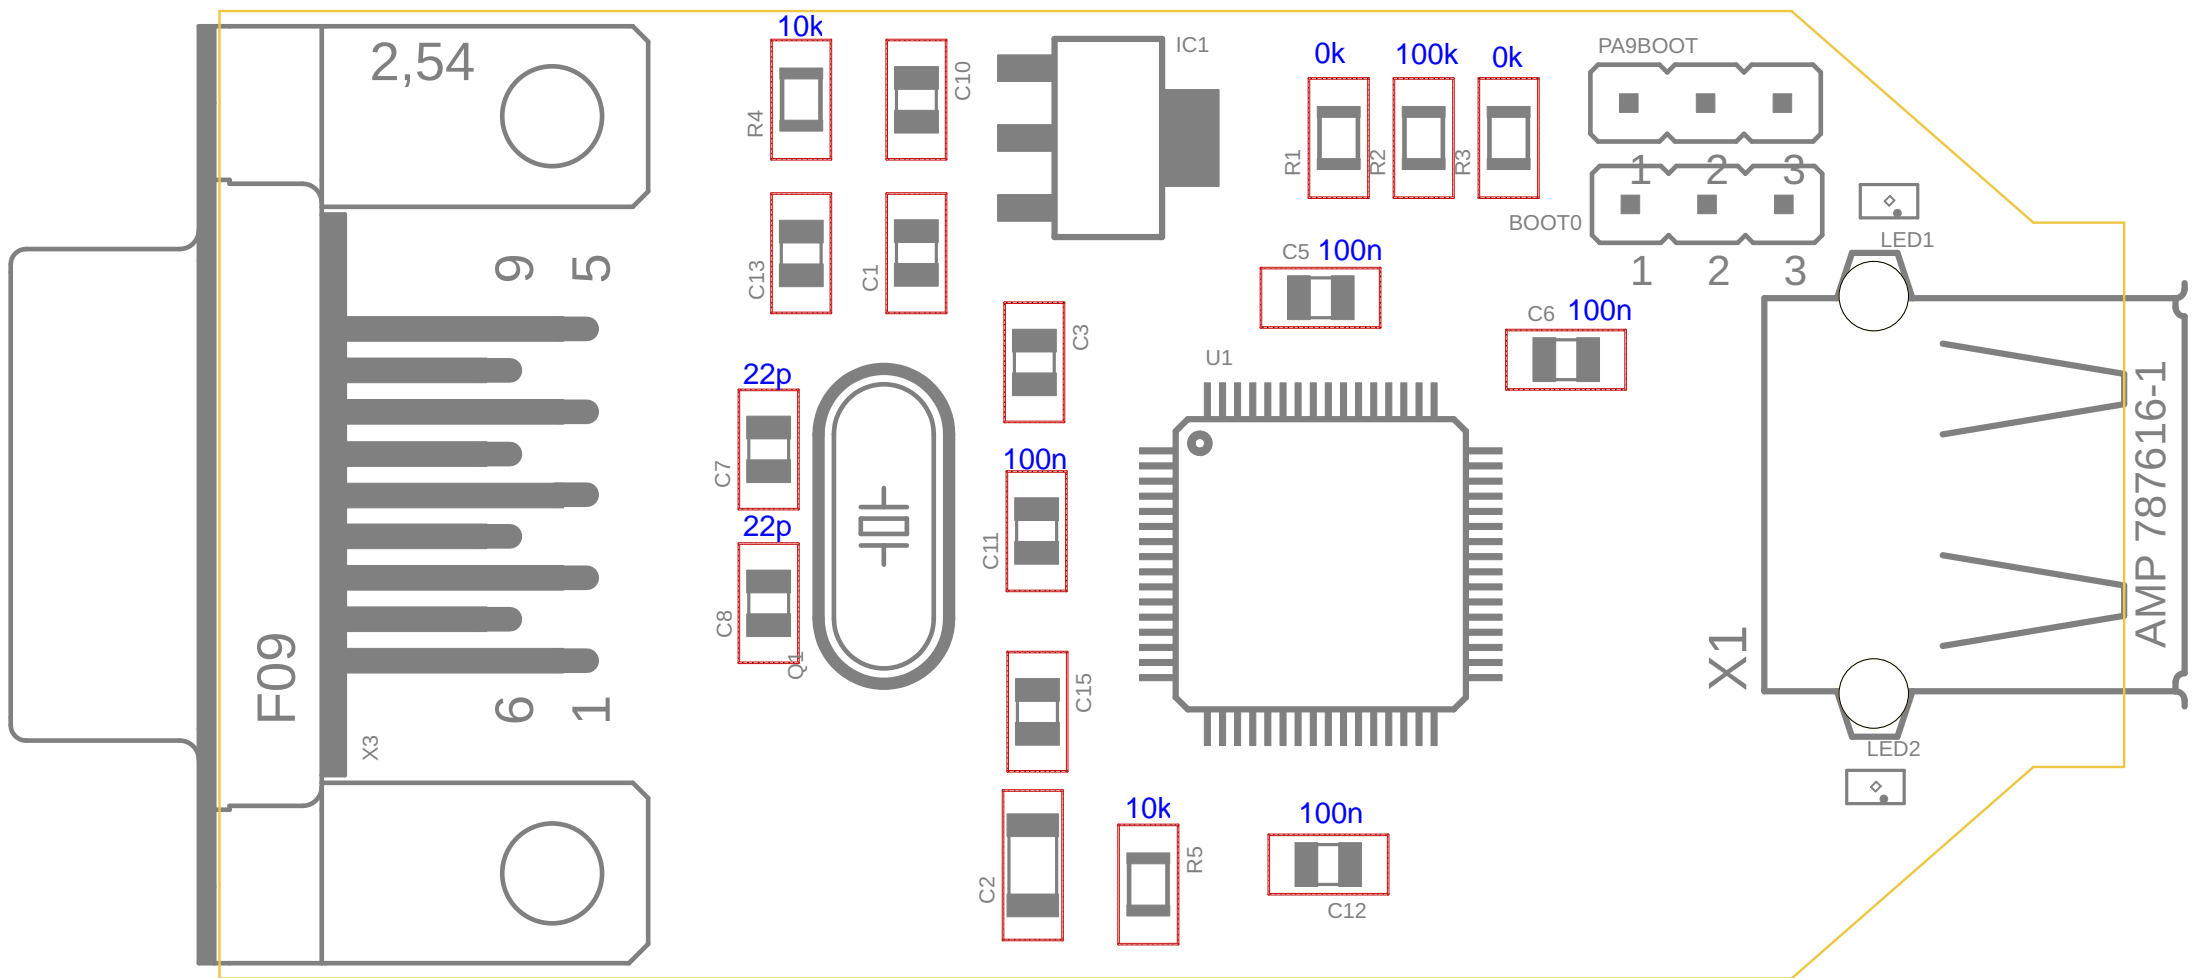 10k
2,54
R4
C10
IC1
0k
100k
0k
R1
R2
R3
PA9BOOT
1 2 3
BOOT0
1 2 3
LED1
C13
C1
C5 100n
C6 100n
9 5
C3
U1
22p
C7
100n
C11
22p
C8
Q1
C15
F09
6 1
X3
X1
AMP 787616-1
LED2
C2
10k
R5
100n
C12